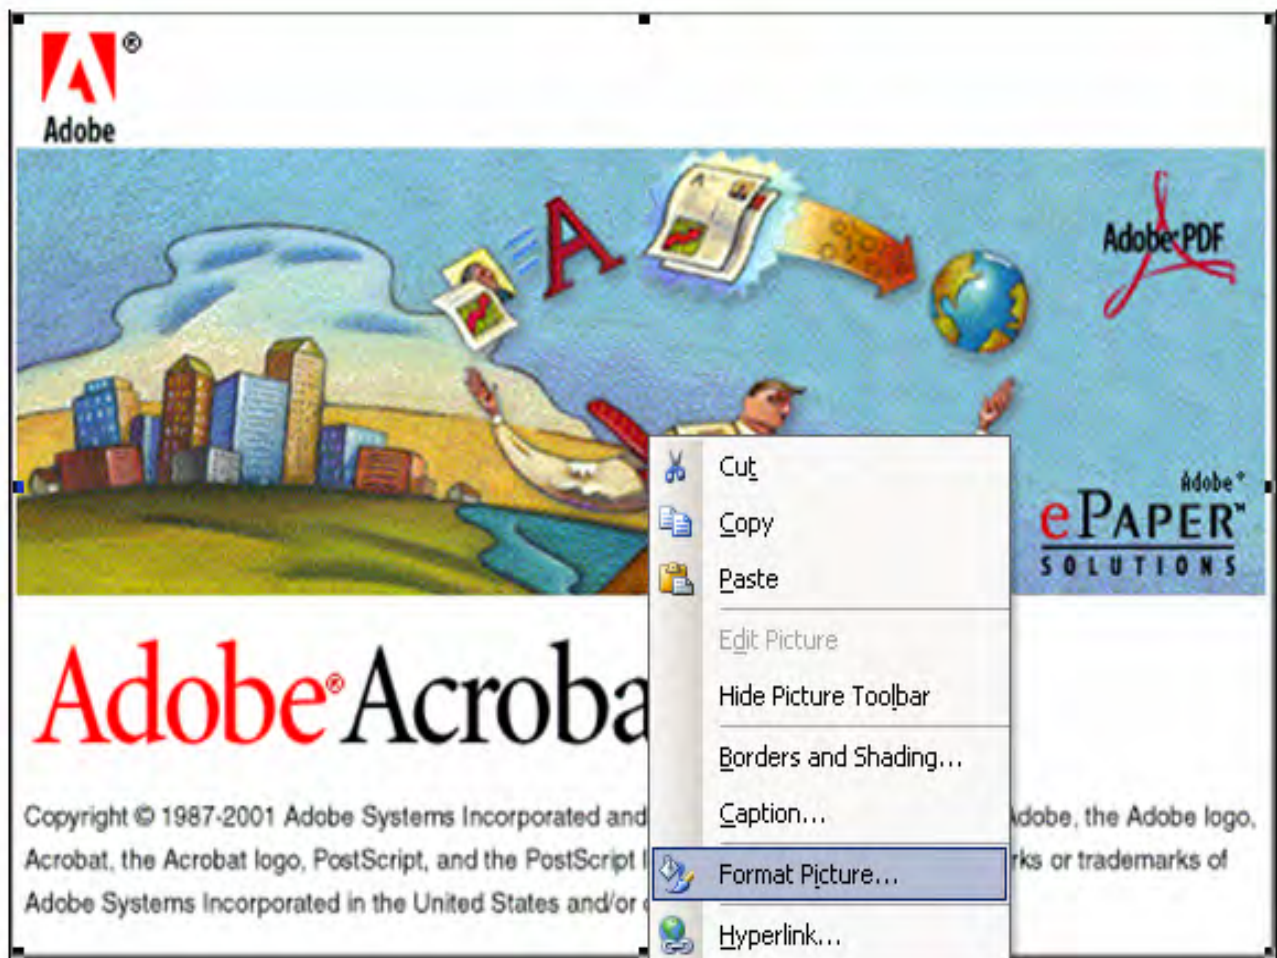 ®
Adobe
A
A
Adobe PDF
Adobe®
ePAPER™
SOLUTIONS
Cut
Copy
Paste
Edit Picture
Hide Picture Toolbar
Borders and Shading...
Caption...
Format Picture...
Hyperlink...
Adobe® Acroba
Copyright © 1987-2001 Adobe Systems Incorporated and Adobe, the Adobe logo,
Acrobat, the Acrobat logo, PostScript, and the PostScript rks or trademarks of
Adobe Systems Incorporated in the United States and/or